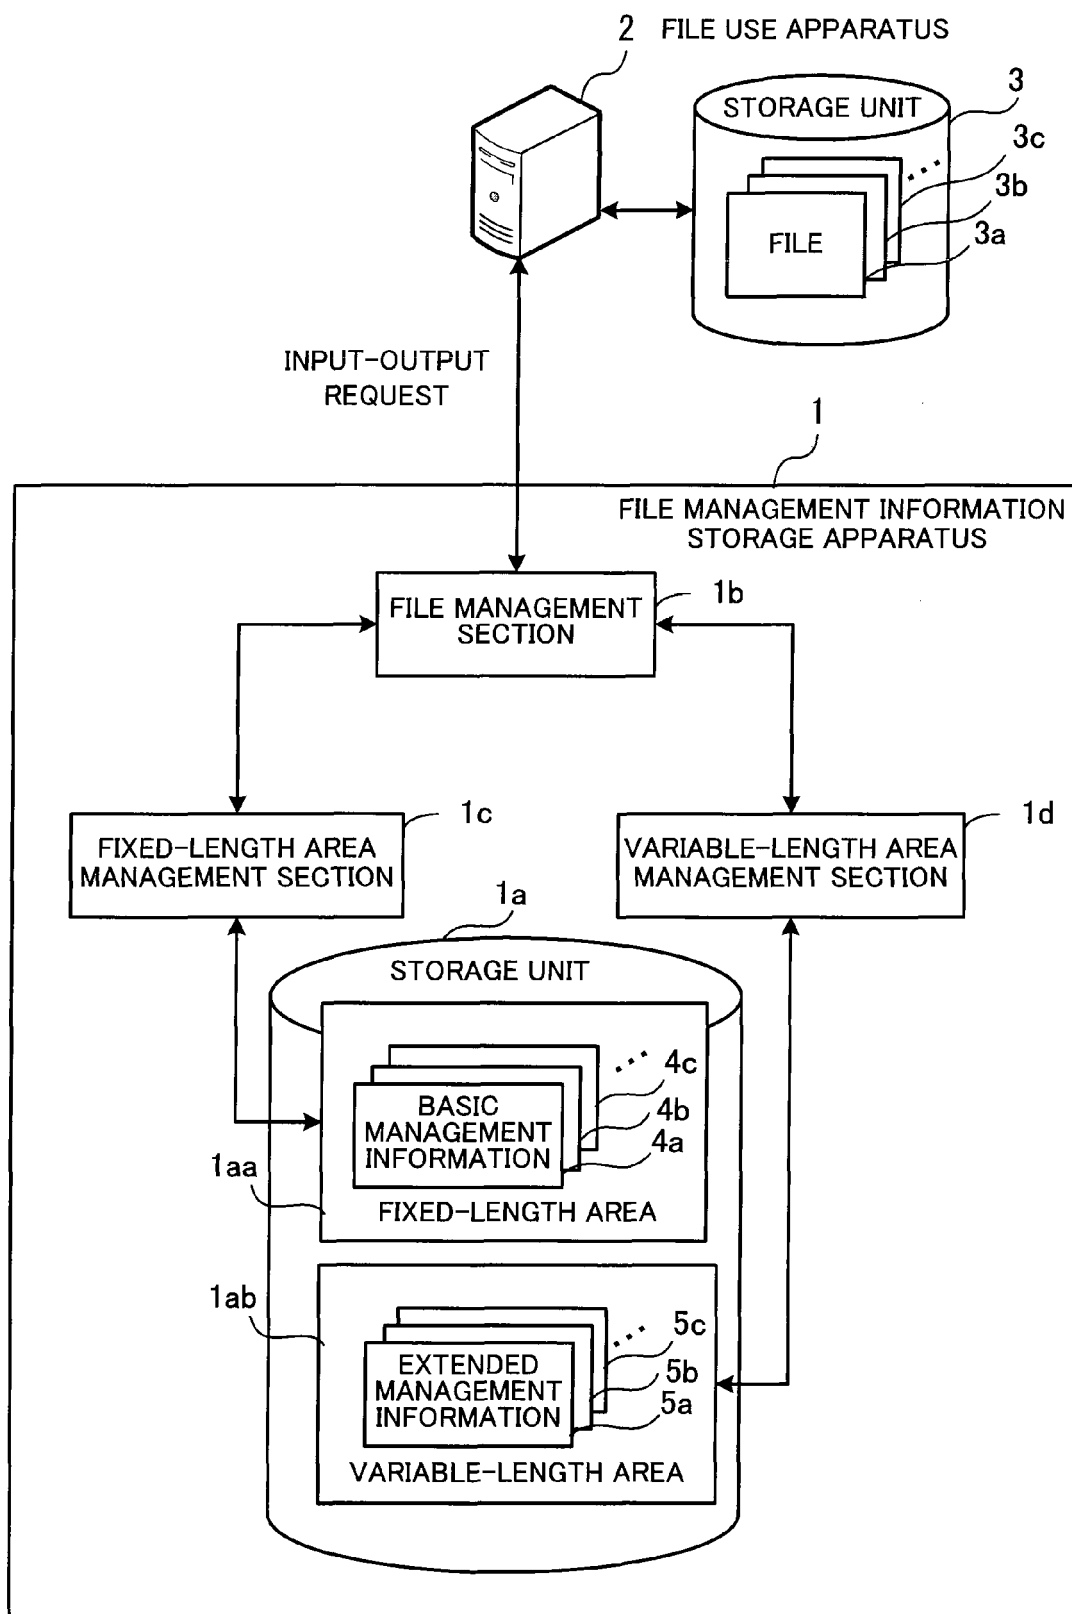 2 FILE USE APPARATUS
STORAGE UNIT
3
3c
3b
3a
FILE
INPUT-OUTPUT
REQUEST
1
FILE MANAGEMENT INFORMATION
STORAGE APPARATUS
FILE MANAGEMENT
SECTION
1b
1c
FIXED-LENGTH AREA
MANAGEMENT SECTION
1d
VARIABLE-LENGTH AREA
MANAGEMENT SECTION
1a
STORAGE UNIT
4c
4b
4a
BASIC
MANAGEMENT
INFORMATION
1aa
FIXED-LENGTH AREA
1ab
5c
5b
5a
EXTENDED
MANAGEMENT
INFORMATION
VARIABLE-LENGTH AREA